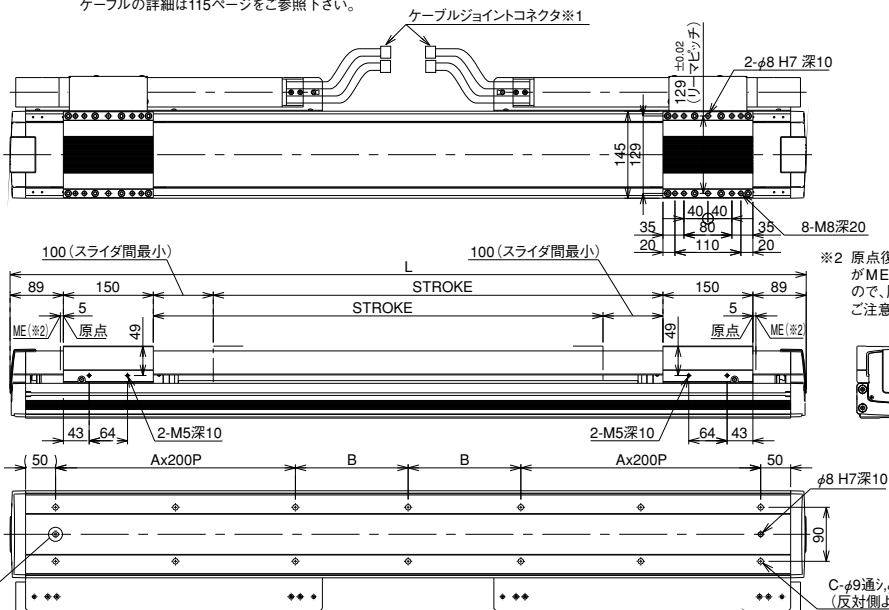 ケーブルの詳細は115ページをご参照下さい。
ケーブルジョイントコネクタ※1
129 ±0.02
(リーマピッチ)
2-φ8 H7 深10
145
129
40 40
35 80 35
20 110 20
8-M8深20
100(スライダ間最小)
100(スライダ間最小)
L
89 150 STROKE 150 89
STROKE
ME(※2) 5 原点 49
49 原点 5 ME(※2)
※2 原点復
がME
ので、
ご注意
43 64
2-M5深10
2-M5深10
64 43
50 Ax200P B B Ax200P 50
φ8 H7深10
90
C-φ9通シ,
(反対側よ